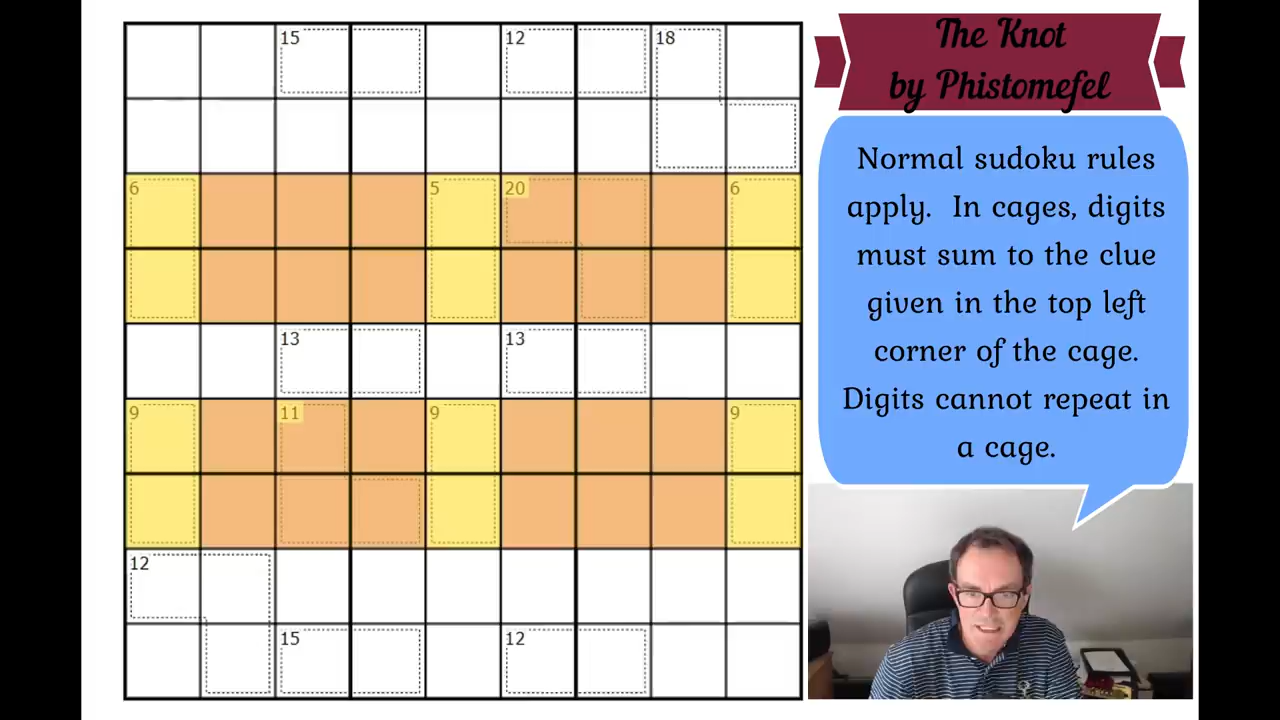 The Knot
by Phistomefel
Normal sudoku rules
apply. In cages, digits
must sum to the clue
given in the top left
corner of the cage.
Digits cannot repeat in
a cage.
15 12 18
6 5 20 6
13 13
9 11 9 9
12
15 12